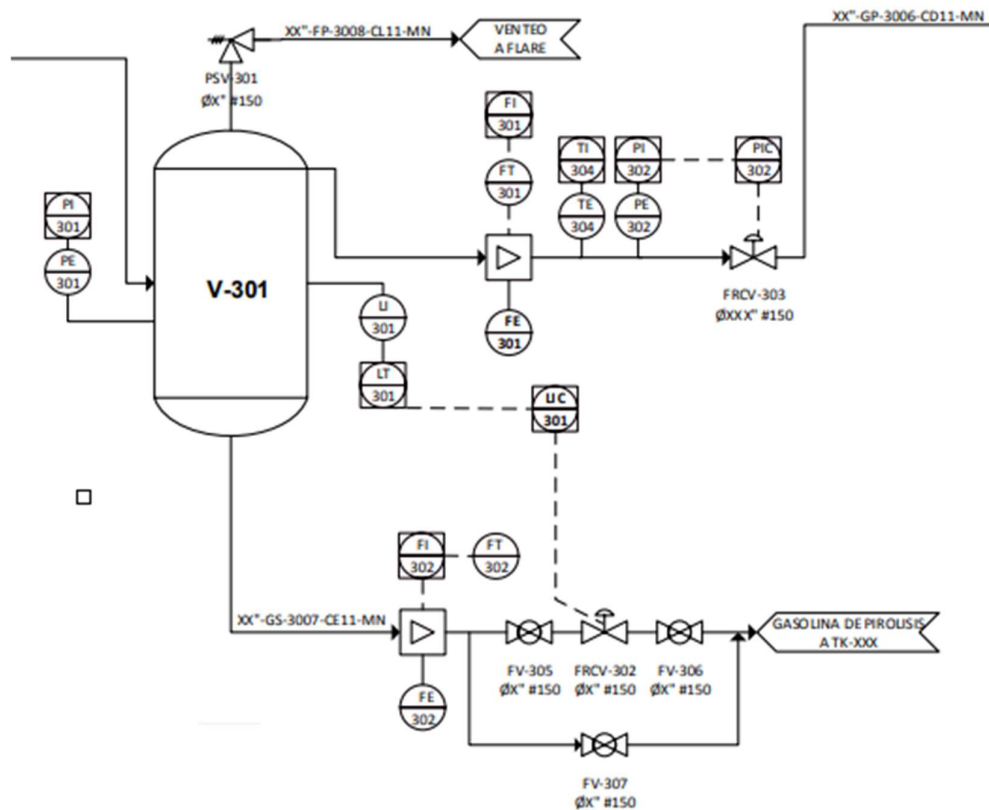 XX"-FP-3008-CL11-MN
VENTEO
A FLARE
XX"-GP-3006-CD11-MN
PSV-301
ØX" #150
FI
301
FT
301
TI
304
PI
302
PIC
302
TE
304
PE
302
PI
301
PE
301
V-301
FE
301
FRCV-303
ØXXX" #150
LI
301
LT
301
LIC
301
FI
302
FT
302
XX"-GS-3007-CE11-MN
GASOLINA DE PIROLISIS
A TK-XXX
FE
302
FV-305
ØX" #150
FRCV-302
ØX" #150
FV-306
ØX" #150
FV-307
ØX" #150